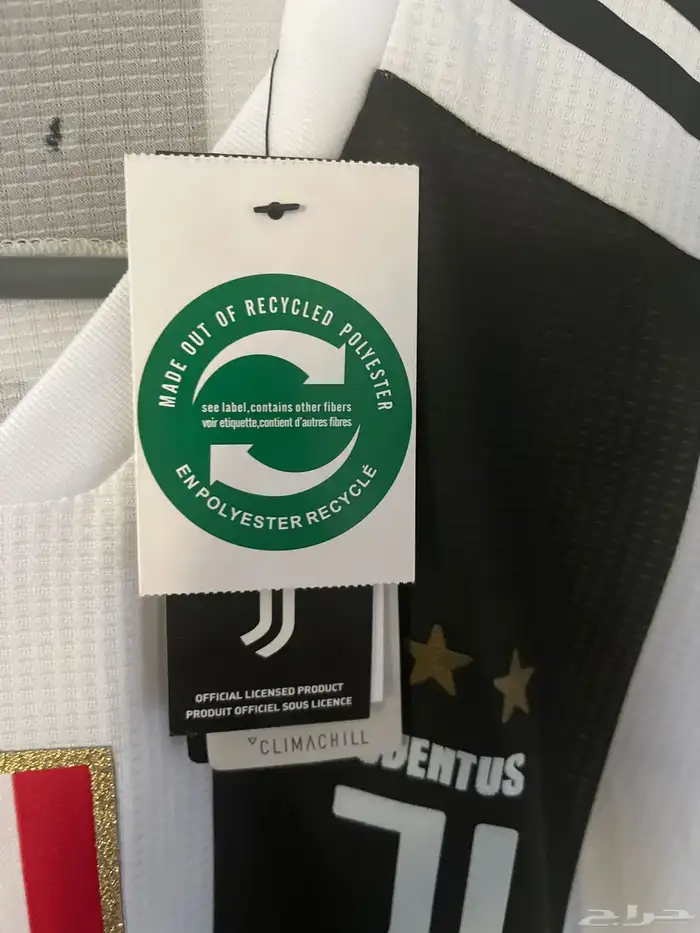 MADE OUT OF RECYCLED POLYESTER
see label,contains other fibers
voir etiquette,contient d'autres fibres
EN POLYESTER RECYCLÉ
OFFICIAL LICENSED PRODUCT
PRODUIT OFFICIEL SOUS LICENCE
CLIMACHILL
JUVENTUS
حراج